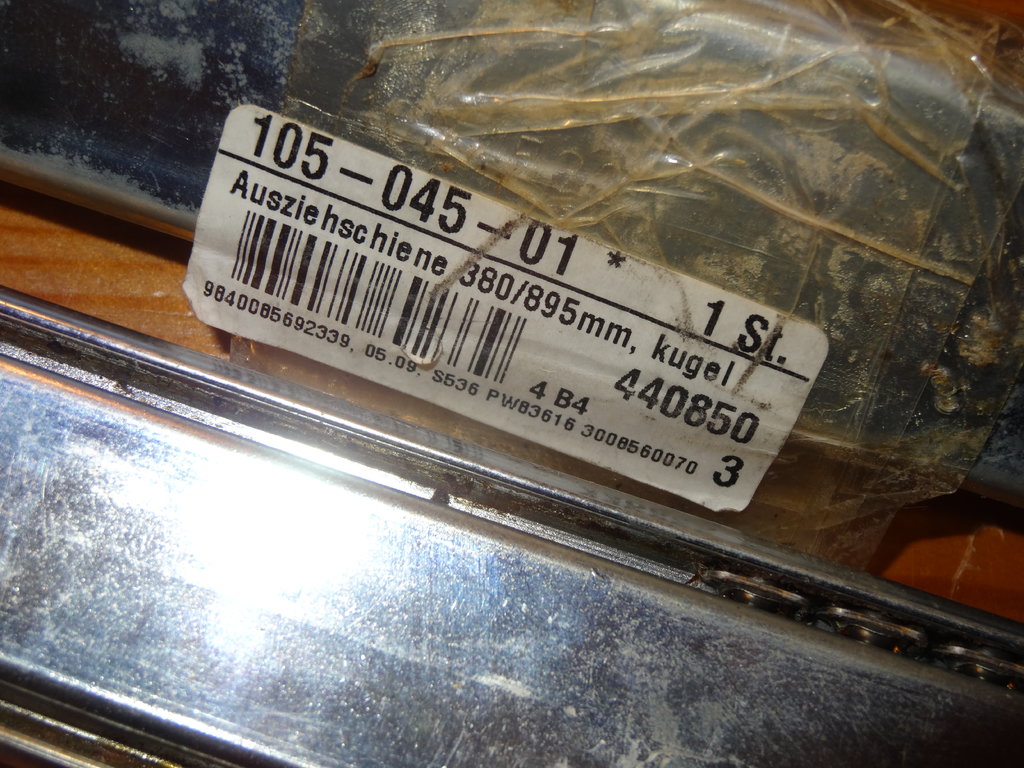 105-045-01 * 1 St.
Ausziehschiene 380/895mm, kugel
4 B4 440850
9840085692339, 05.09. S536 PW83616 3008560070 3